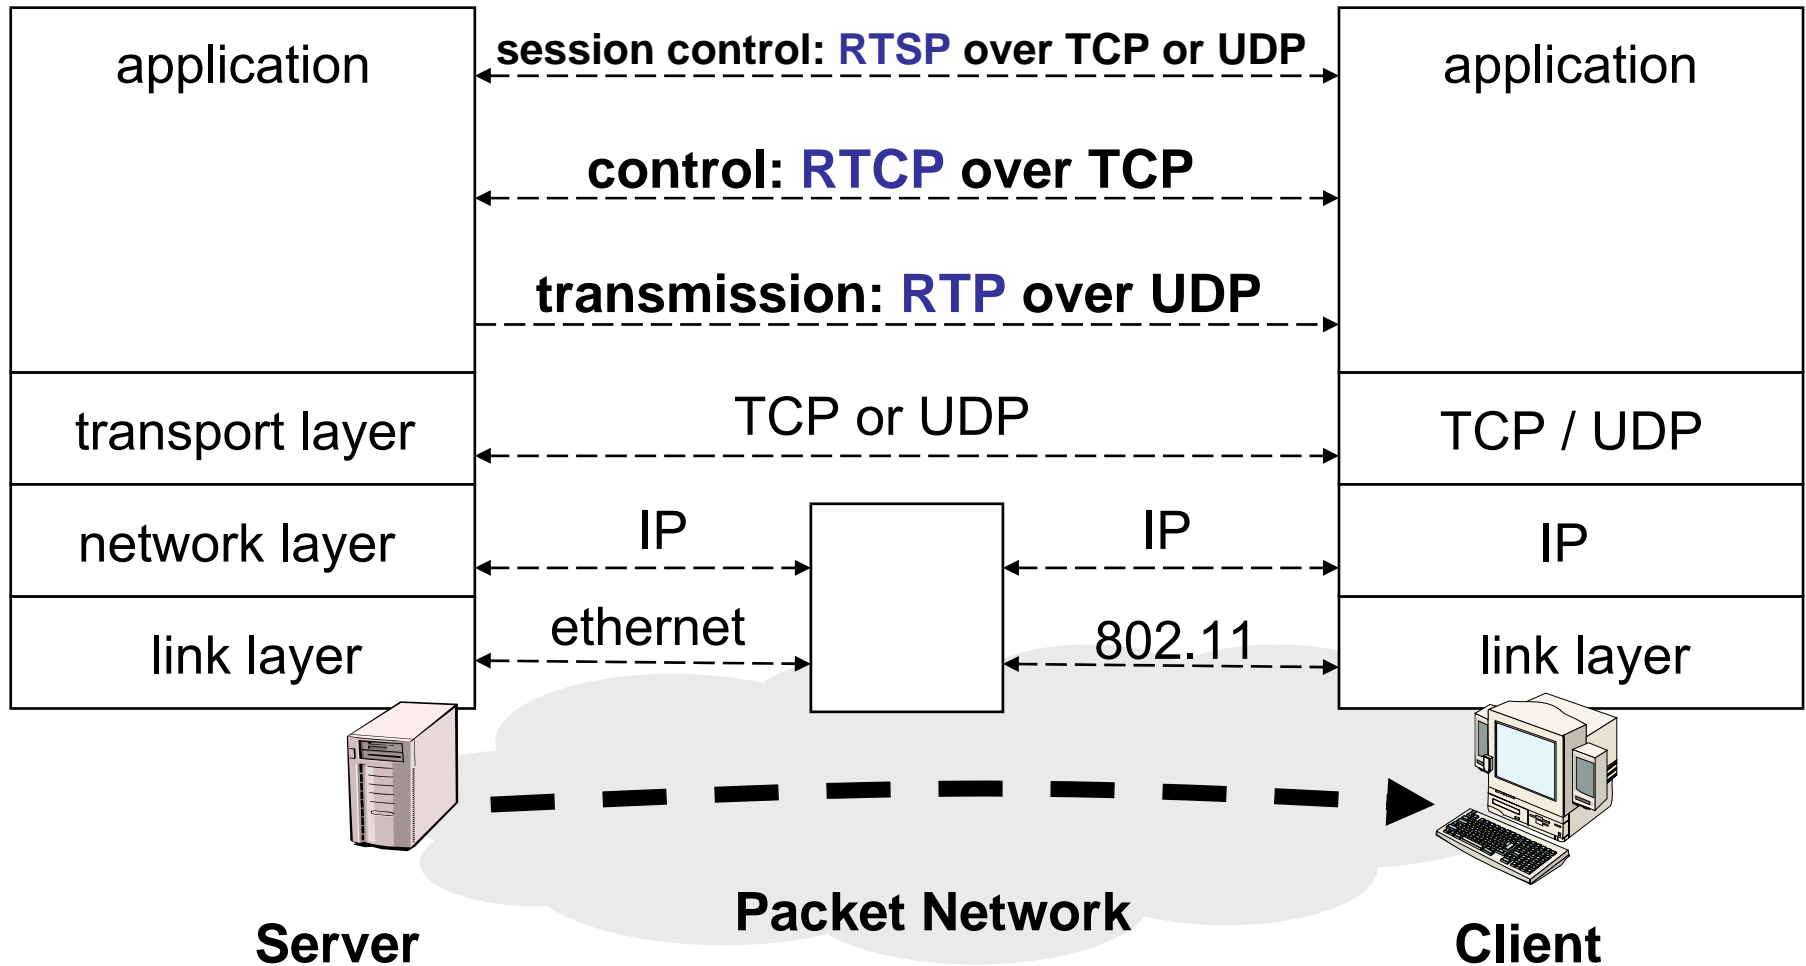 application
session control: RTSP over TCP or UDP
application
control: RTCP over TCP
transmission: RTP over UDP
transport layer
TCP or UDP
TCP / UDP
network layer
IP
IP
IP
link layer
ethernet
802.11
link layer
Packet Network
Server
Client